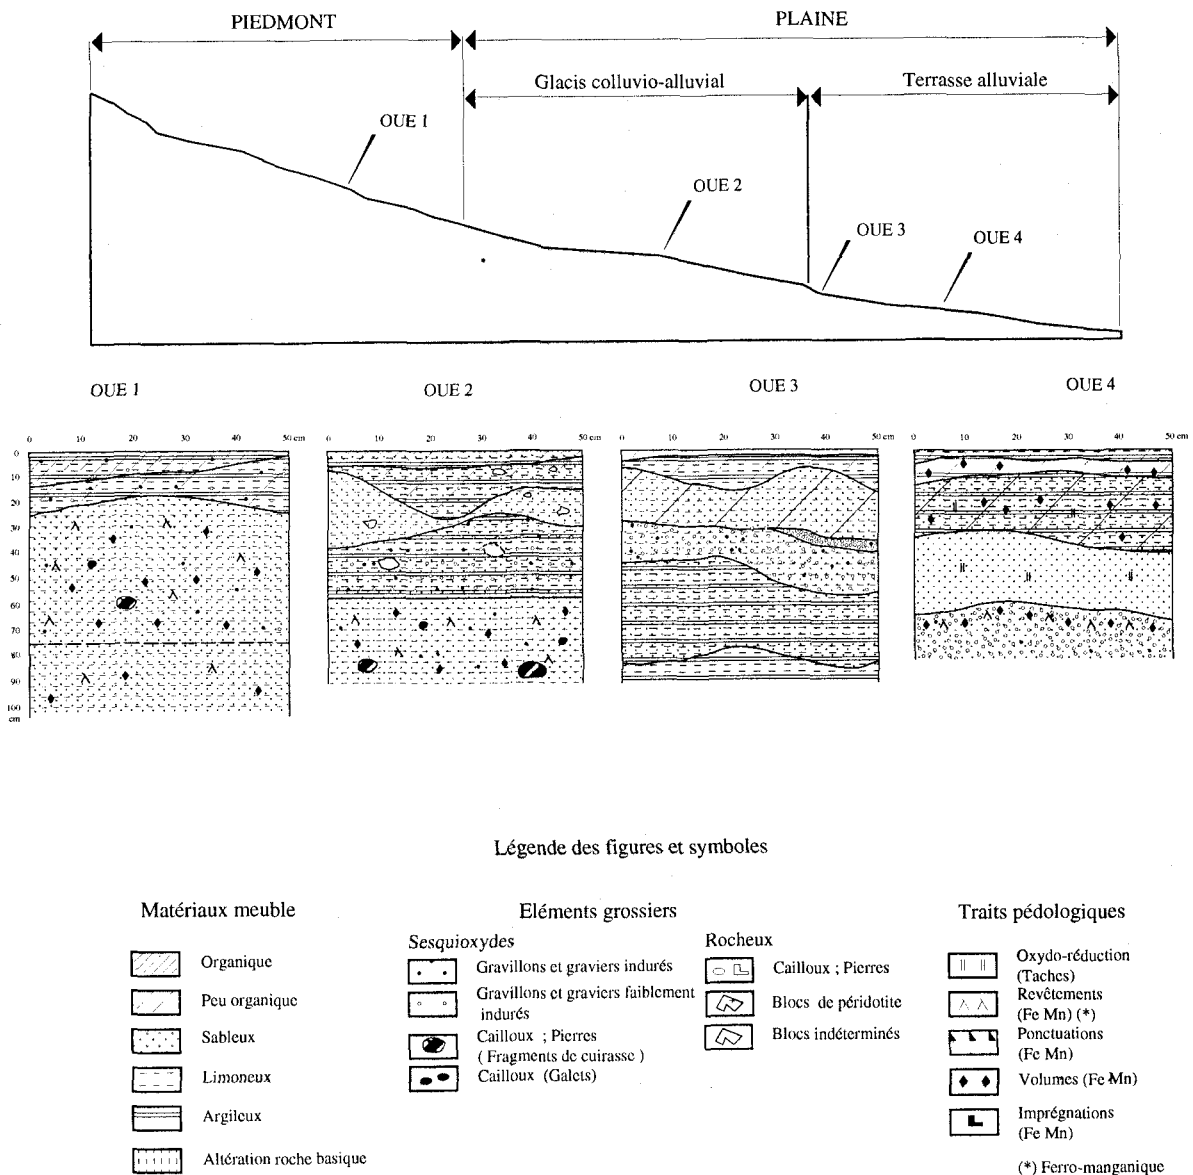 PIEDMONT
PLAINE
Glacis colluvio-alluvial
Terrasse alluviale
OUE 1
OUE 2
OUE 3
OUE 4
OUE 1
OUE 2
OUE 3
OUE 4
0 10 20 30 40 50 cm
0 10 20 30 40 50 cm
0 10 20 30 40 50 cm
0 10 20 30 40 50 cm
0
10
20
30
40
50
60
70
80
90
100
cm
Légende des figures et symboles
Matériaux meuble
Organique
Peu organique
Sableux
Limoneux
Argileux
Altération roche basique
Eléments grossiers
Sesquioxydes
Gravillons et graviers indurés
Gravillons et graviers faiblement
indurés
Cailloux ; Pierres
( Fragments de cuirasse )
Cailloux (Galets)
Rocheux
Cailloux ; Pierres
Blocs de péridotite
Blocs indéterminés
Traits pédologiques
Oxydo-réduction
(Taches)
Revêtements
(Fe Mn) (*)
Ponctuations
(Fe Mn)
Volumes (Fe Mn)
Imprégnations
(Fe Mn)
(*) Ferro-manganique